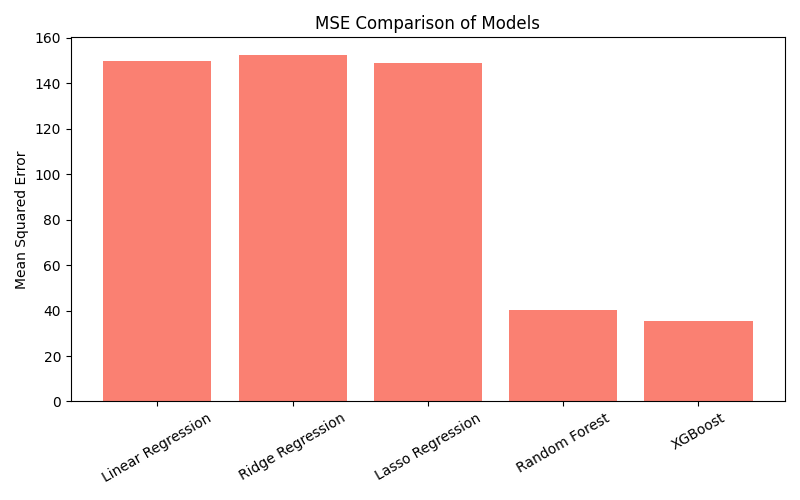 MSE Comparison of Models
Mean Squared Error
160
140
120
100
80
60
40
20
0
Linear Regression
Ridge Regression
Lasso Regression
Random Forest
XGBoost